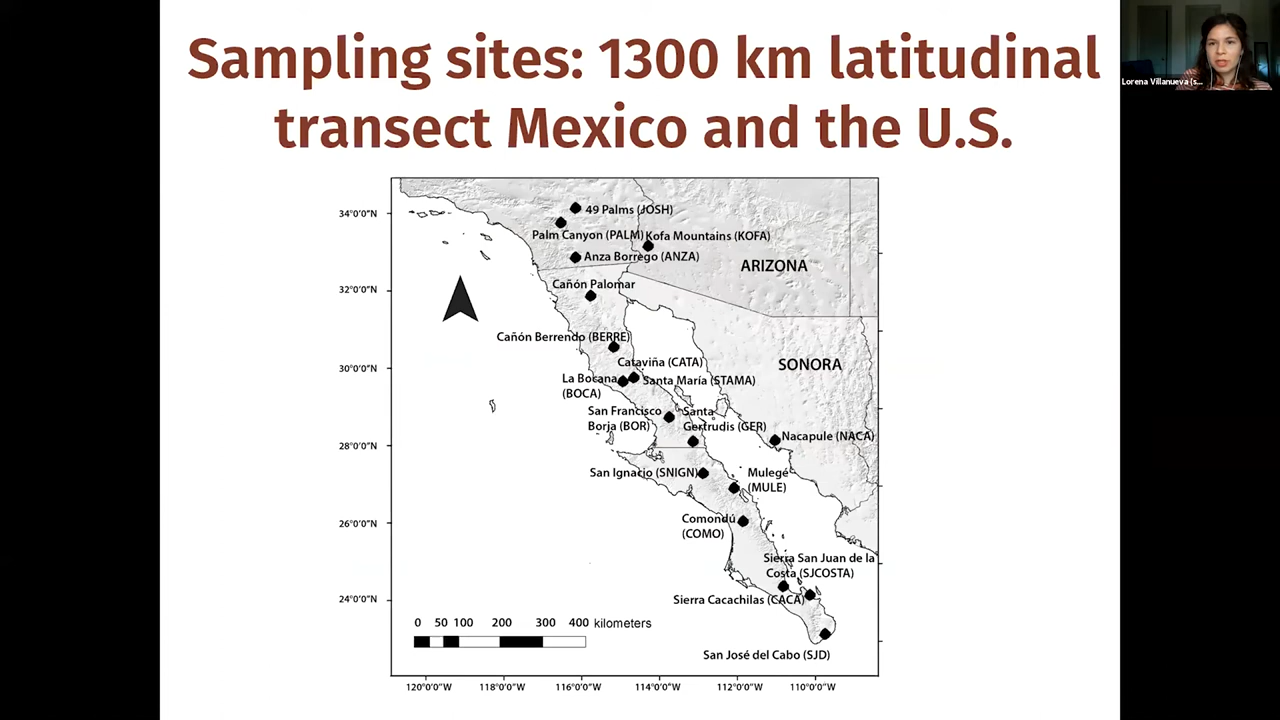 Sampling sites: 1300 km latitudinal
transect Mexico and the U.S.
Lorena Villanueva (s...
34°0'0"N
32°0'0"N
30°0'0"N
28°0'0"N
26°0'0"N
24°0'0"N
49 Palms (JOSH)
Palm Canyon (PALM)
Kofa Mountains (KOFA)
Anza Borrego (ANZA)
ARIZONA
Cañón Palomar
Cañón Berrendo (BERRE)
Cataviña (CATA)
SONORA
La Bocana
(BOCA)
Santa María (STAMA)
San Francisco
Borja (BOR)
Santa
Gertrudis (GER)
Nacapule (NACA)
San Ignacio (SNIGN)
Mulegé
(MULE)
Comondú
(COMO)
Sierra San Juan de la
Costa (SJCOSTA)
Sierra Cacachilas (CACA)
San José del Cabo (SJD)
0 50 100 200 300 400 kilometers
120°0'0"W 118°0'0"W 116°0'0"W 114°0'0"W 112°0'0"W 110°0'0"W